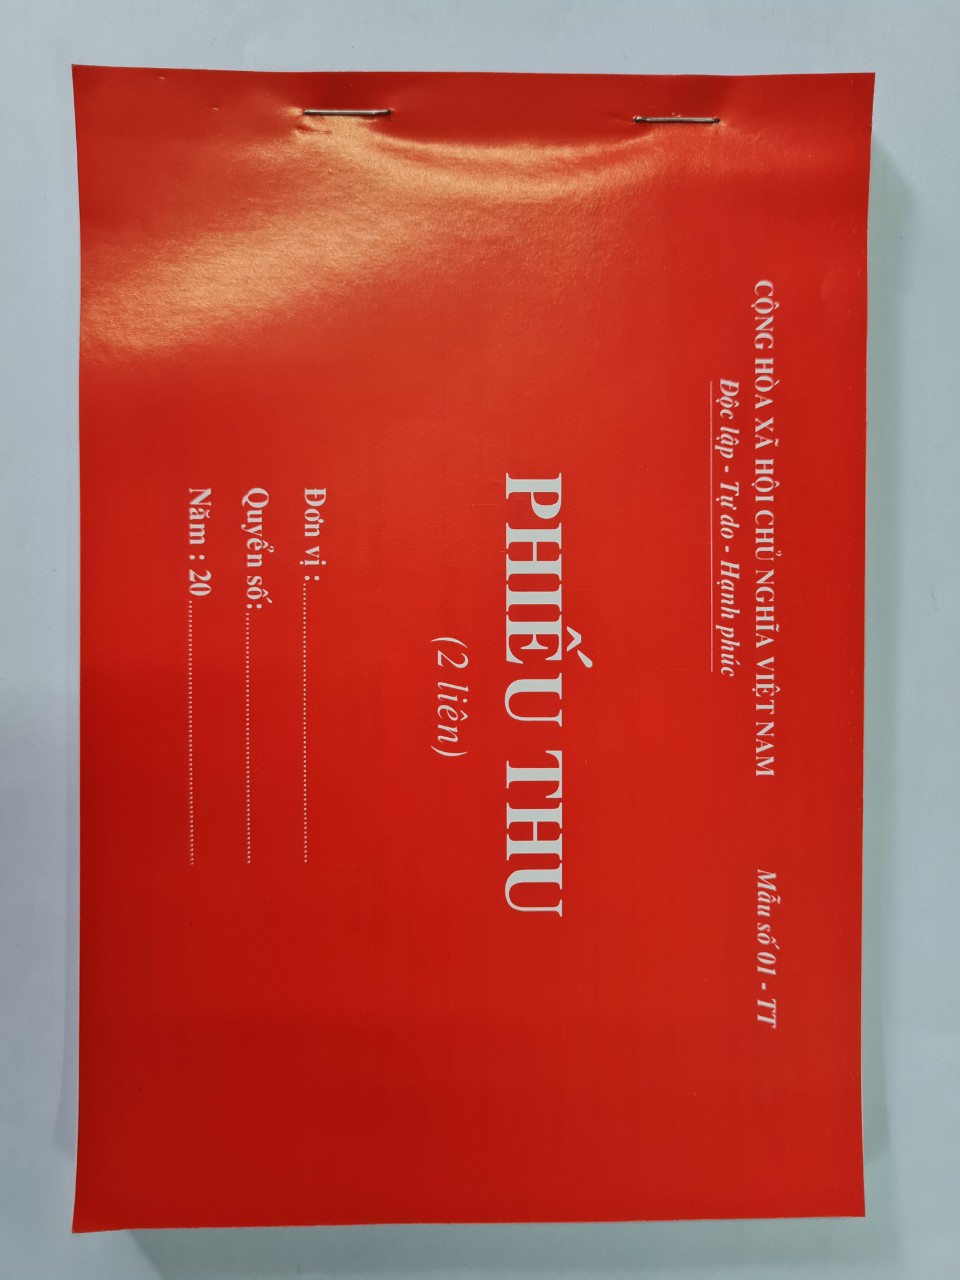 CỘNG HÒA XÃ HỘI CHỦ NGHĨA VIỆT NAM
Mẫu số 01 - TT
Độc lập - Tự do - Hạnh phúc
PHIẾU THU
(2 liên)
Đơn vị :
Quyển số:
Năm : 20